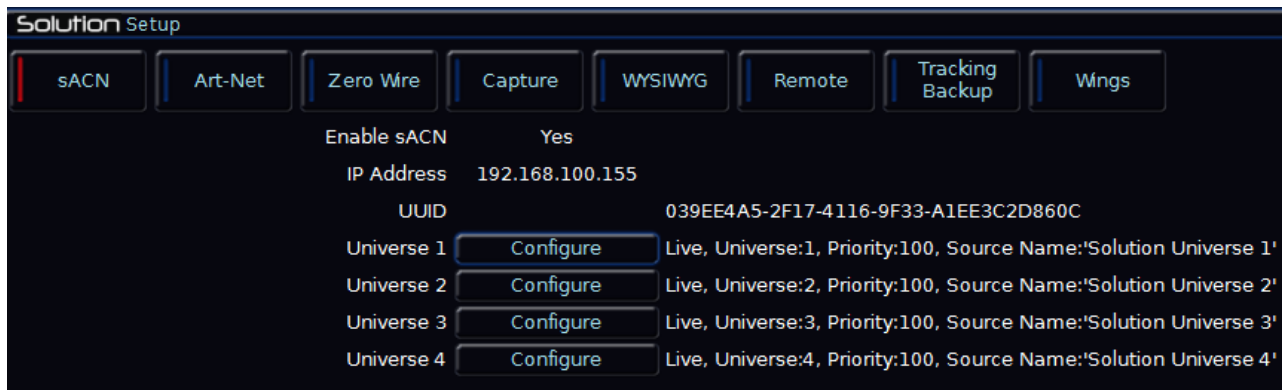 Solution Setup
sACN Art-Net Zero Wire Capture WYSIWYG Remote Tracking Backup Wings
Enable sACN Yes
IP Address 192.168.100.155
UUID 039EE4A5-2F17-4116-9F33-A1EE3C2D860C
Universe 1 Configure Live, Universe:1, Priority:100, Source Name:'Solution Universe 1'
Universe 2 Configure Live, Universe:2, Priority:100, Source Name:'Solution Universe 2'
Universe 3 Configure Live, Universe:3, Priority:100, Source Name:'Solution Universe 3'
Universe 4 Configure Live, Universe:4, Priority:100, Source Name:'Solution Universe 4'